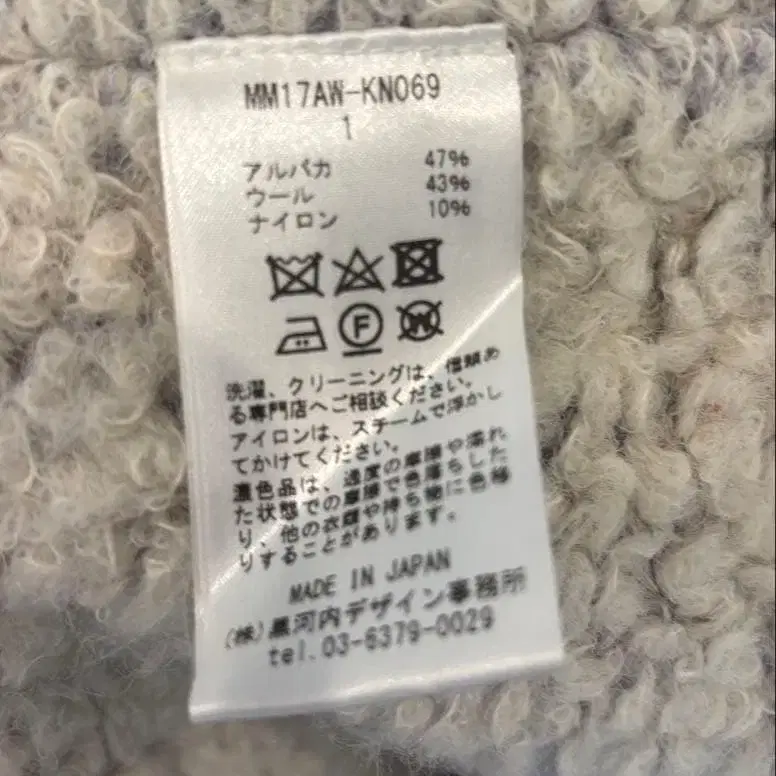 MM17AW-KN069
1
アルパカ 47%
ウール 43%
ナイロン 10%
F
W
洗濯、クリーニングは、信頼あ
る専門店へご相談ください。
アイロンは、スチームで浮かし
てかけてください。
濃色品は、過度の摩擦や濡れ
た状態での摩擦で色落ちした
り、他の衣類や持ち物に色移
りすることがあります。
MADE IN JAPAN
(株)黒河内デザイン事務所
tel.03-6379-0029